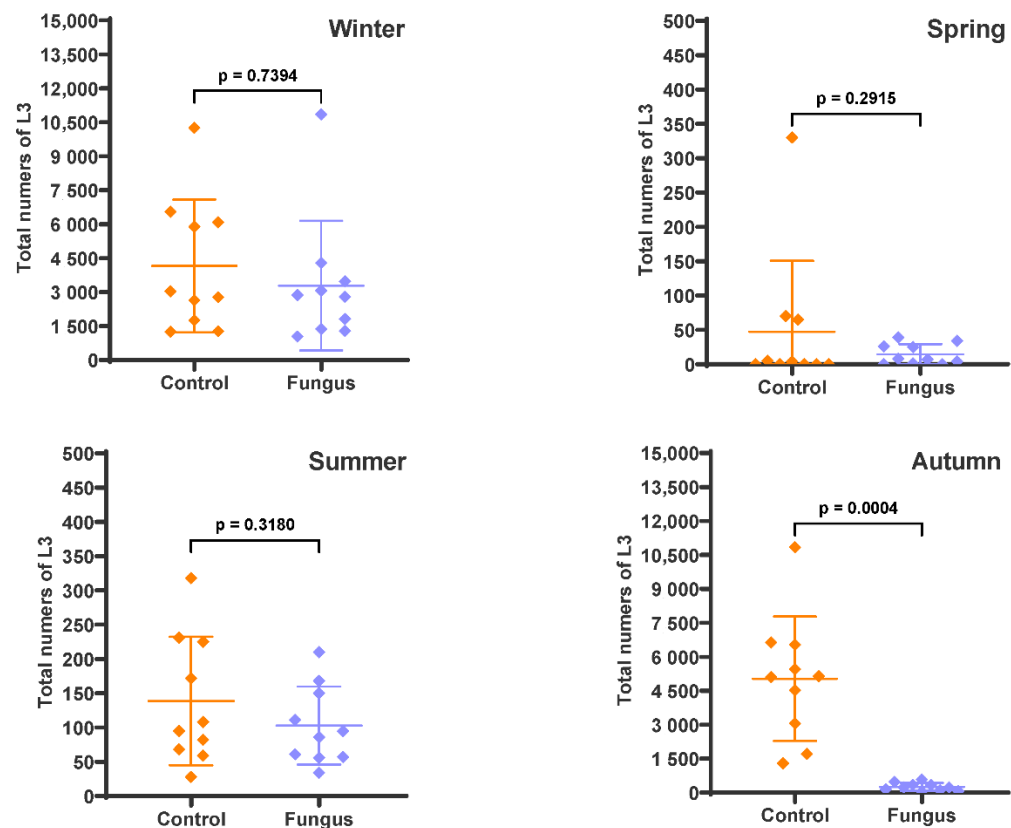 Winter
Total numers of L3
15,000
13,500
12,000
10,500
9 000
7 500
6 000
4 500
3 000
1 500
0
p = 0.7394
Control Fungus
Spring
Total numers of L3
500
450
400
350
300
250
200
150
100
50
0
p = 0.2915
Control Fungus
Summer
Total numers of L3
500
450
400
350
300
250
200
150
100
50
0
p = 0.3180
Control Fungus
Autumn
Total numers of L3
15,000
13,500
12,000
10,500
9 000
7 500
6 000
4 500
3 000
1 500
0
p = 0.0004
Control Fungus